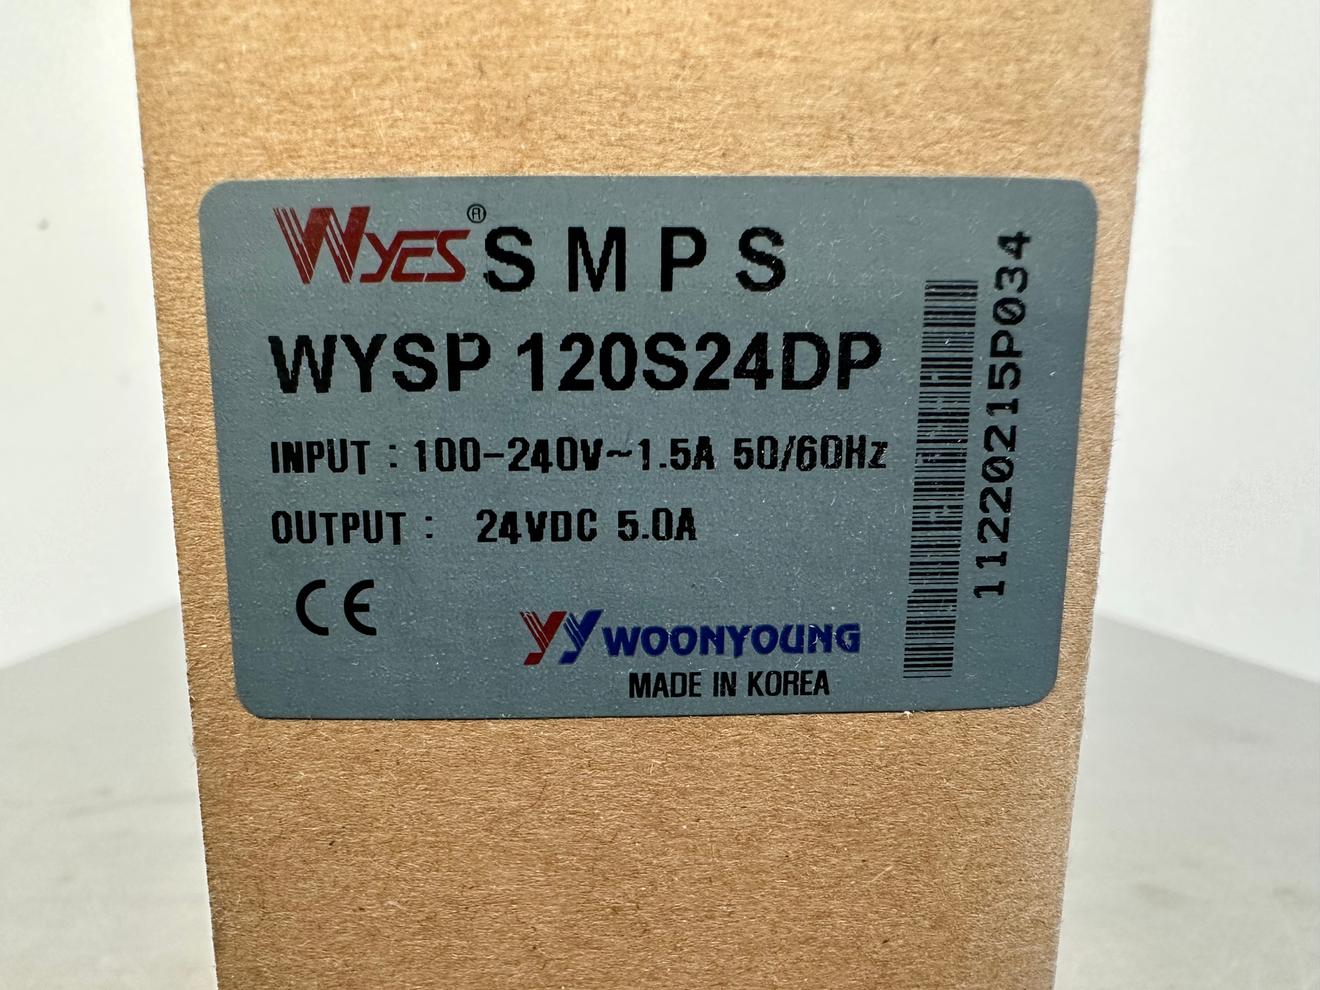 WYES® SMPS
WYSP 120S24DP
INPUT : 100-240V~1.5A 50/60Hz
OUTPUT : 24VDC 5.0A
CE
YY WOONYOUNG
MADE IN KOREA
11220215P034